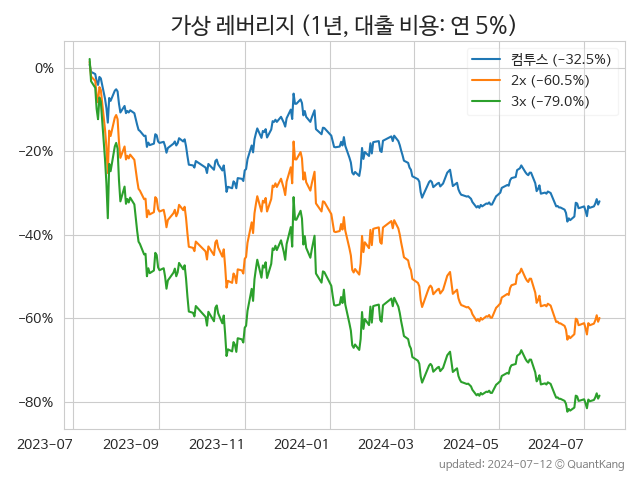 가상 레버리지 (1년, 대출 비용: 연 5%)
컴투스 (−32.5%)
2x (−60.5%)
3x (−79.0%)
0%
−20%
−40%
−60%
−80%
2023-07 2023-09 2023-11 2024-01 2024-03 2024-05 2024-07
updated: 2024-07-12 © QuantKang